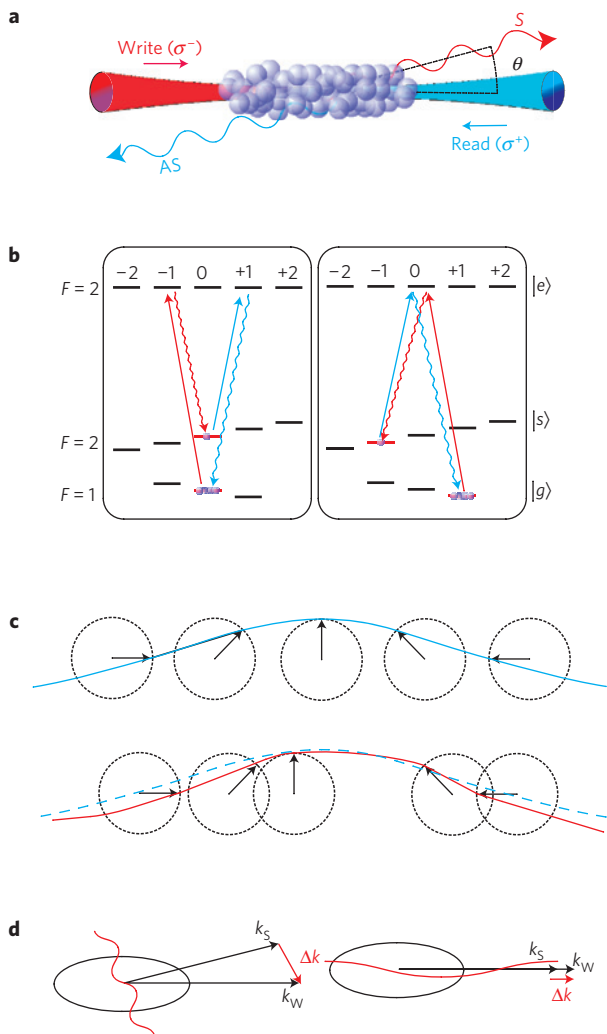 a
S
Write (σ⁻)
θ
Read (σ⁺)
AS
b
−2 −1 0 +1 +2 −2 −1 0 +1 +2
F = 2 |e⟩
|s⟩
F = 2
F = 1 |g⟩
c
d
k_S Δk k_W
k_S k_W Δk